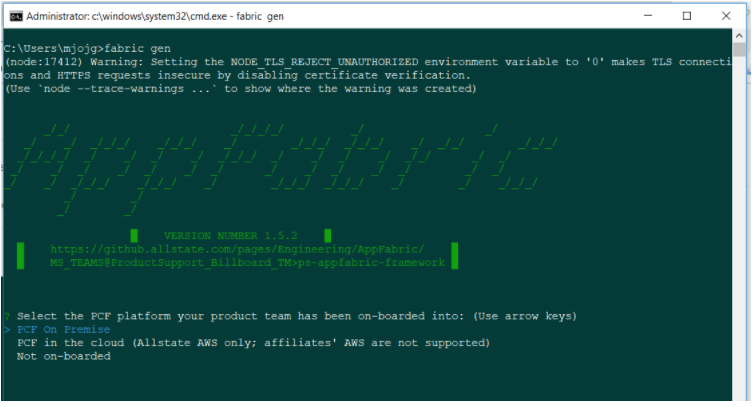 Administrator: c:\windows\system32\cmd.exe - fabric gen
C:\Users\mjojg>fabric gen
(node:17412) Warning: Setting the NODE_TLS_REJECT_UNAUTHORIZED environment variable to '0' makes TLS connecti
ons and HTTPS requests insecure by disabling certificate verification.
(Use `node --trace-warnings ...` to show where the warning was created)
AppFabric
VERSION NUMBER 1.5.2
https://github.allstate.com/pages/Engineering/AppFabric/
MS_TEAMS@ProductSupport_Billboard_TM>ps-appfabric-framework
? Select the PCF platform your product team has been on-boarded into: (Use arrow keys)
> PCF On Premise
PCF in the cloud (Allstate AWS only; affiliates' AWS are not supported)
Not on-boarded